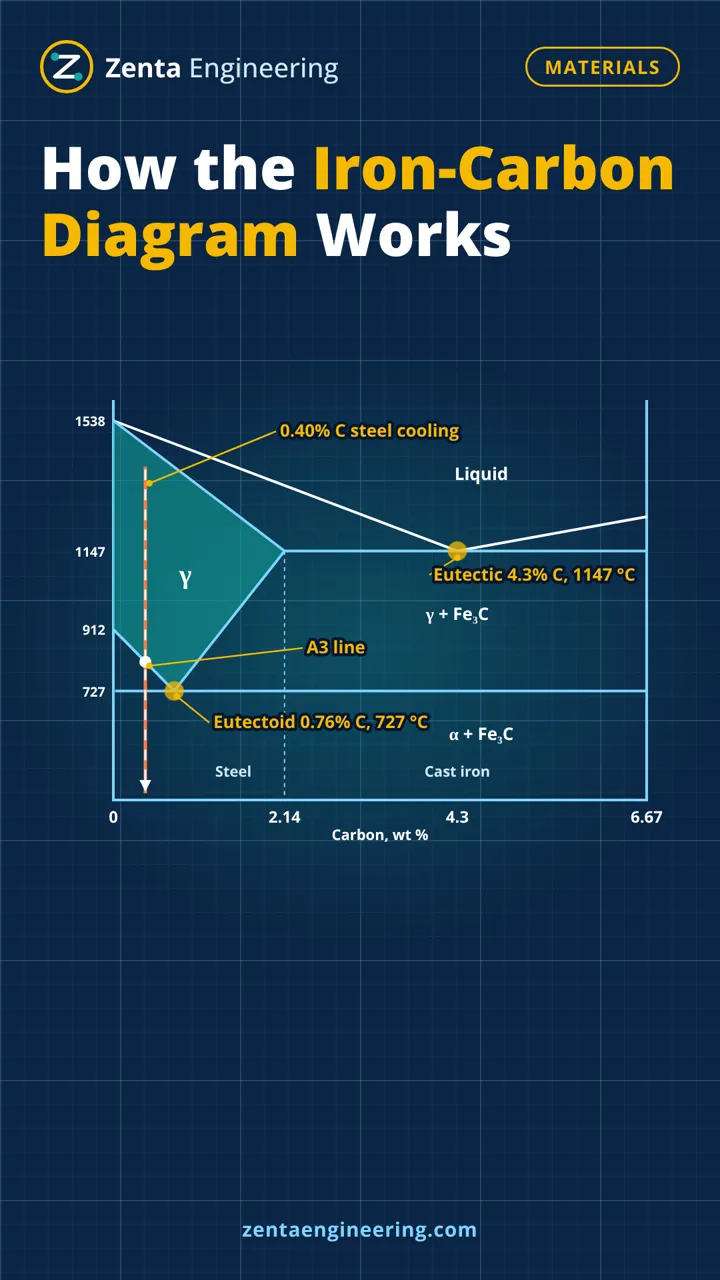 Zenta Engineering
MATERIALS
How the Iron-Carbon
Diagram Works
1538
0.40% C steel cooling
Liquid
1147
Eutectic 4.3% C, 1147 °C
γ
γ + Fe₃C
912
A3 line
727
Eutectoid 0.76% C, 727 °C
α + Fe₃C
Steel
Cast iron
0
2.14
4.3
6.67
Carbon, wt %
zentaengineering.com